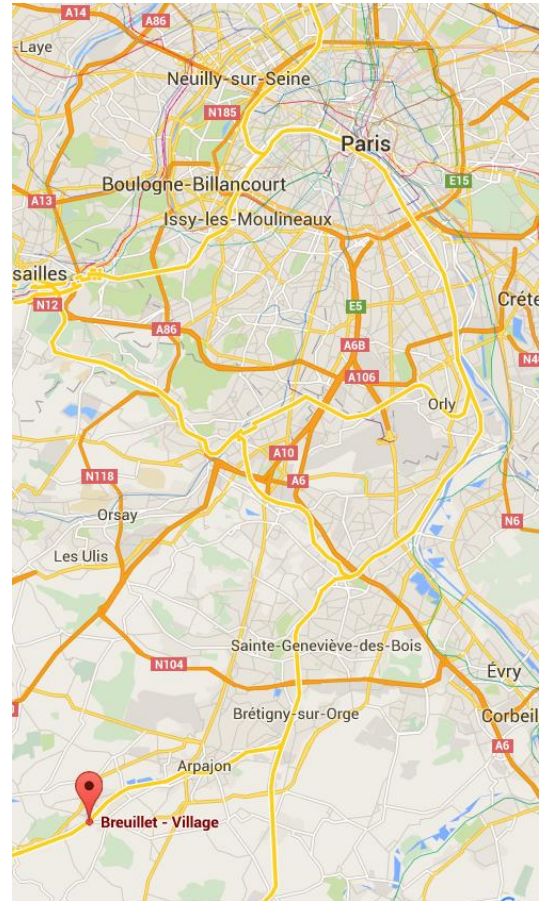 A14
A86
-Laye
Neuilly-sur-Seine
N185
Paris
E15
Boulogne-Billancourt
A13
Issy-les-Moulineaux
sailles
N12
E5
Créte
A86
A6B
N4
A106
Orly
A10
N118
A6
Orsay
N6
Les Ulis
Sainte-Geneviève-des-Bois
N104
Évry
Brétigny-sur-Orge
Corbeil
A6
Arpajon
Breuillet - Village